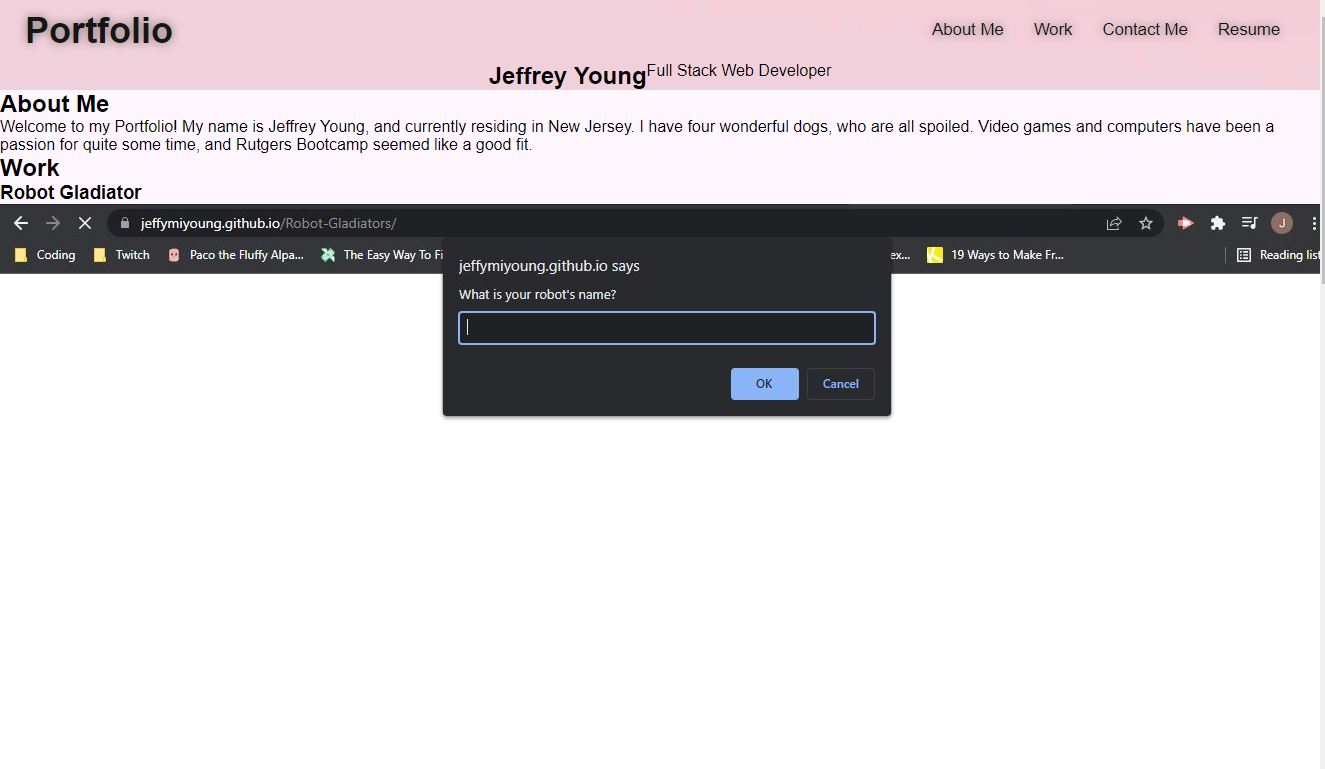 Portfolio
About Me Work Contact Me Resume
Jeffrey Young Full Stack Web Developer
About Me
Welcome to my Portfolio! My name is Jeffrey Young, and currently residing in New Jersey. I have four wonderful dogs, who are all spoiled. Video games and computers have been a
passion for quite some time, and Rutgers Bootcamp seemed like a good fit.
Work
Robot Gladiator
jeffymiyoung.github.io/Robot-Gladiators/ J
Coding Twitch Paco the Fluffy Alpa... The Easy Way To Fi ex... 19 Ways to Make Fr... Reading list
jeffymiyoung.github.io says
What is your robot's name?
OK Cancel